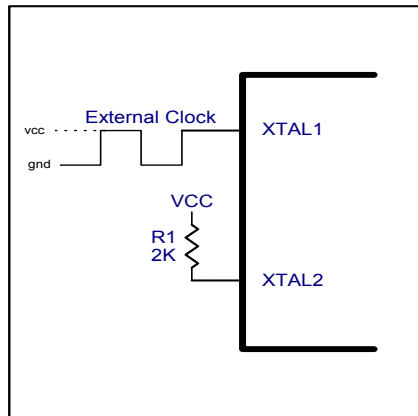 External Clock
vcc
XTAL1
gnd
VCC
R1
2K
XTAL2